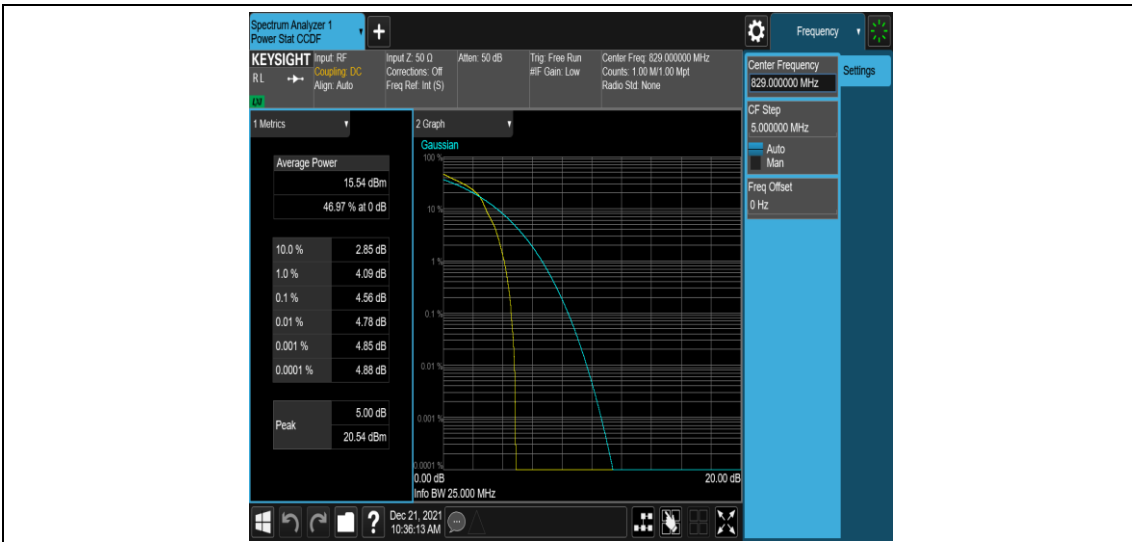 Spectrum Analyzer 1
Power Stat CCDF
+
Frequency
KEYSIGHT
Input: RF
Coupling: DC
Align: Auto
Input Z: 50 Ω
Corrections: Off
Freq Ref: Int (S)
Atten: 50 dB
Trig: Free Run
#IF Gain: Low
Center Freq: 829.000000 MHz
Counts: 1.00 M/1.00 Mpt
Radio Std: None
R L
LXI
Center Frequency
829.000000 MHz
Settings
CF Step
5.000000 MHz
Auto
Man
Freq Offset
0 Hz
1 Metrics
Average Power
15.54 dBm
46.97 % at 0 dB
10.0 % 2.85 dB
1.0 % 4.09 dB
0.1 % 4.56 dB
0.01 % 4.78 dB
0.001 % 4.85 dB
0.0001 % 4.88 dB
Peak
5.00 dB
20.54 dBm
2 Graph
Gaussian
100 %
10 %
1 %
0.1 %
0.01 %
0.001 %
0.0001 %
0.00 dB 20.00 dB
Info BW 25.000 MHz
?
Dec 21, 2021
10:36:13 AM